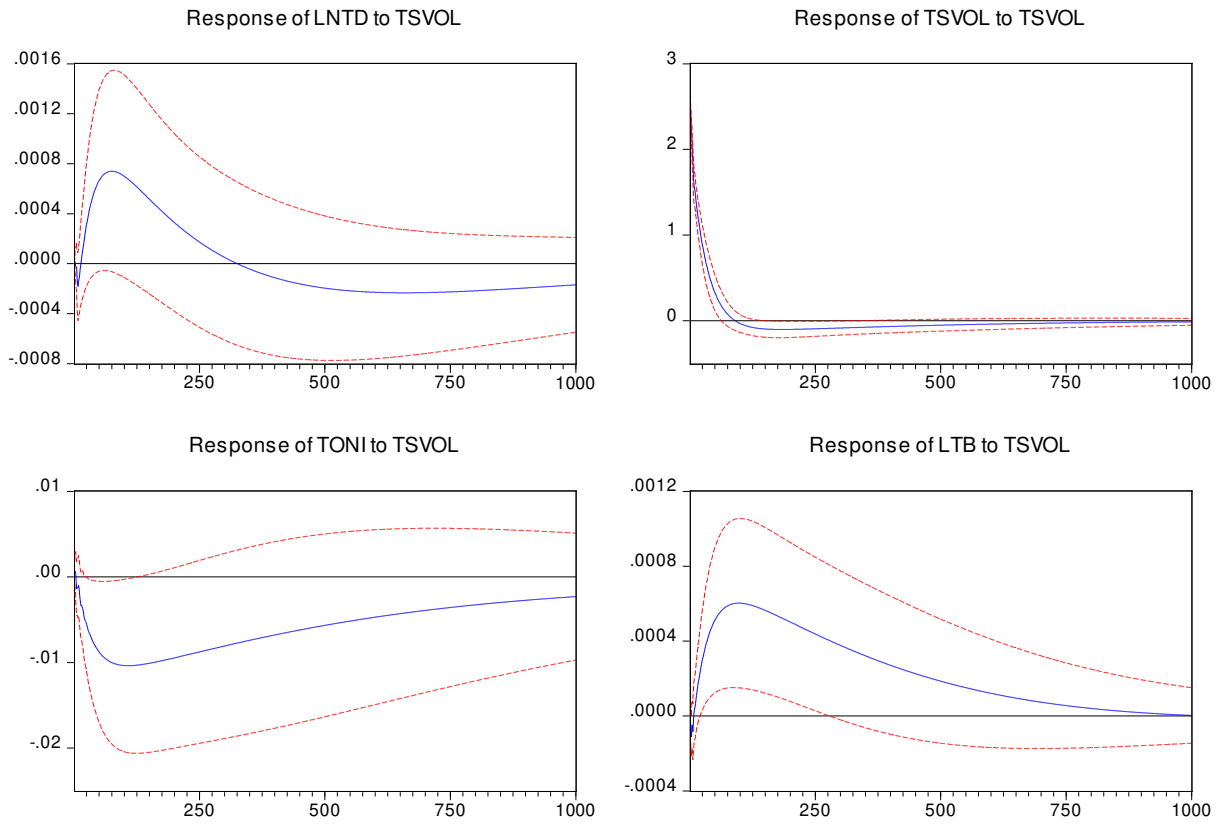 Response of LNTD to TSVOL
.0016
.0012
.0008
.0004
.0000
-.0004
-.0008
250 500 750 1000
Response of TSVOL to TSVOL
3
2
1
0
250 500 750 1000
Response of TONI to TSVOL
.01
.00
-.01
-.02
250 500 750 1000
Response of LTB to TSVOL
.0012
.0008
.0004
.0000
-.0004
250 500 750 1000